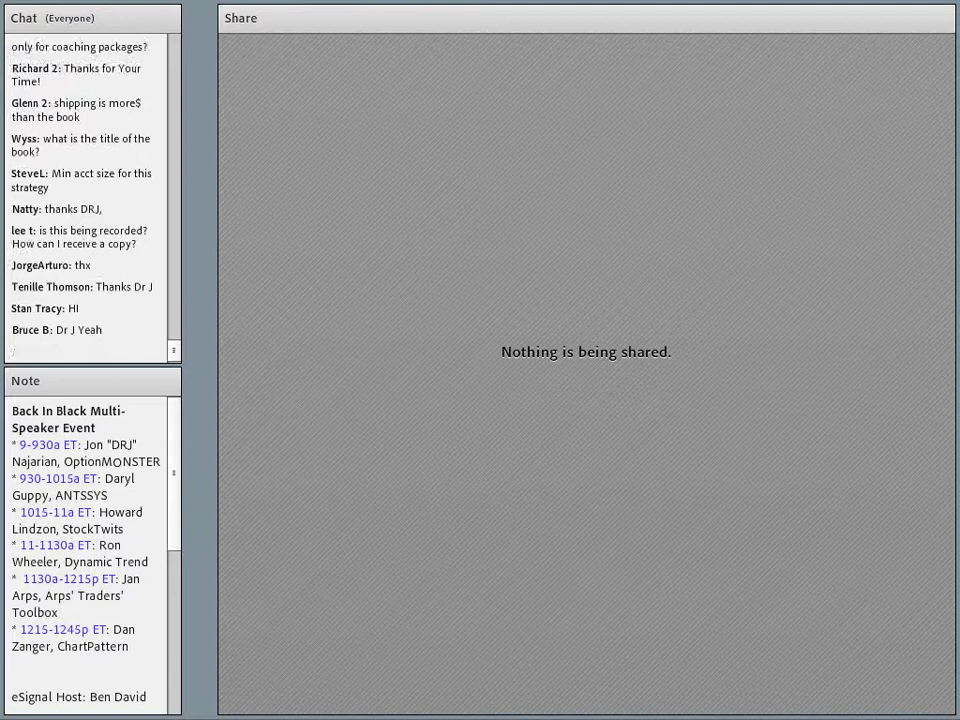 Chat (Everyone)
only for coaching packages?
Richard 2: Thanks for Your
Time!
Glenn 2: shipping is more$
than the book
Wyss: what is the title of the
book?
SteveL: Min acct size for this
strategy
Natty: thanks DRJ,
lee t: is this being recorded?
How can I receive a copy?
JorgeArturo: thx
Tenille Thomson: Thanks Dr J
Stan Tracy: HI
Bruce B: Dr J Yeah
Note
Back In Black Multi-
Speaker Event
* 9-930a ET: Jon "DRJ"
Najarian, OptionMONSTER
* 930-1015a ET: Daryl
Guppy, ANTSSYS
* 1015-11a ET: Howard
Lindzon, StockTwits
* 11-1130a ET: Ron
Wheeler, Dynamic Trend
* 1130a-1215p ET: Jan
Arps, Arps' Traders'
Toolbox
* 1215-1245p ET: Dan
Zanger, ChartPattern
eSignal Host: Ben David
Share
Nothing is being shared.